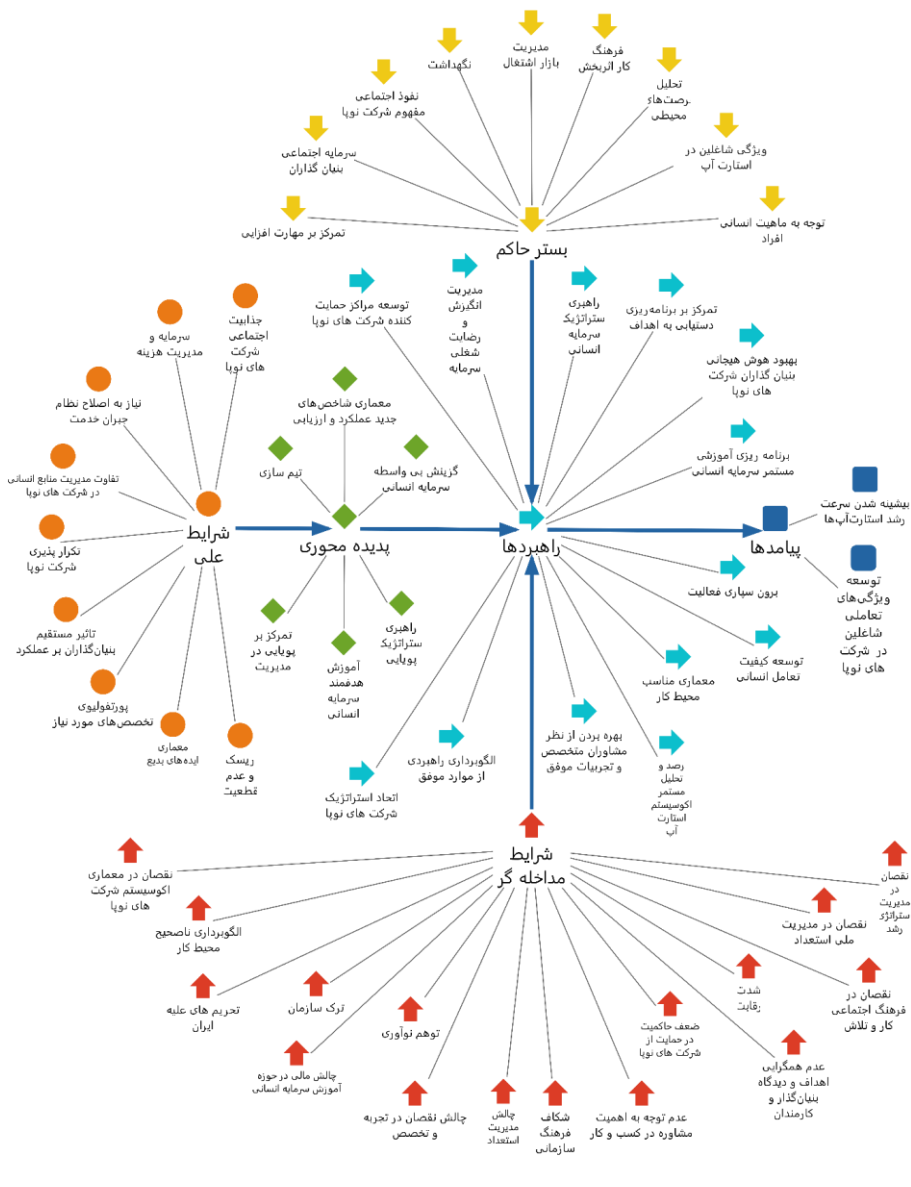 فرهنگ
کار اثربخش
مدیریت
بازار اشتغال
نگهداشت
تحلیل
فرصت‌های
محیطی
نفوذ اجتماعی
مفهوم شرکت نوپا
ویژگی شاغلین در
استارت آپ
سرمایه اجتماعی
بنیان گذاران
توجه به ماهیت انسانی
افراد
تمرکز بر مهارت افزایی
بستر حاکم
توسعه مراکز حمایت
کننده شرکت های نوپا
مدیریت
انگیزش
و
رضایت
شغلی
سرمایه
راهبری
ستراتژیک
سرمایه
انسانی
تمرکز بر برنامه‌ریزی
دستیابی به اهداف
بهبود هوش هیجانی
بنیان گذاران شرکت
های نوپا
برنامه ریزی آموزشی
مستمر سرمایه انسانی
جذابیت
اجتماعی
شرکت
های نوپا
سرمایه و
مدیریت هزینه
نیاز به اصلاح نظام
جبران خدمت
تفاوت مدیریت منابع انسانی
در شرکت های نوپا
تکرار پذیری
شرکت نوپا
شرایط
علی
تاثیر مستقیم
بنیان‌گذاران بر عملکرد
پورتفولیوی
تخصص‌های مورد نیاز
معماری
ایده‌های بدیع
ریسک
و عدم
قطعیت
معماری شاخص‌های
جدید عملکرد و ارزیابی
تیم سازی
گزینش بی واسطه
سرمایه انسانی
پدیده محوری
تمرکز بر
پویایی در
مدیریت
آموزش
هدفمند
سرمایه
انسانی
راهبری
ستراتژیک
پویایی
راهبردها
پیامدها
بیشینه شدن سرعت
رشد استارت‌آپ‌ها
توسعه
ویژگی‌های
تعاملی
شاغلین
در شرکت
های نوپا
برون سپاری فعالیت
توسعه کیفیت
تعامل انسانی
معماری مناسب
محیط کار
رصد و
تحلیل
مستمر
اکوسیستم
استارت
آپ
بهره بردن از نظر
مشاوران متخصص
و تجربیات موفق
الگوبرداری راهبردی
از موارد موفق
اتحاد استراتژیک
شرکت های نوپا
شرایط
مداخله گر
نقصان در معماری
اکوسیستم شرکت
های نوپا
الگوبرداری ناصحیح
محیط کار
تحریم های علیه
ایران
ترک سازمان
چالش مالی در حوزه
آموزش سرمایه انسانی
توهم نوآوری
چالش نقصان در تجربه
و تخصص
چالش
مدیریت
استعداد
شکاف
فرهنگ
سازمانی
عدم توجه به اهمیت
مشاوره در کسب و کار
ضعف حاکمیت
در حمایت از
شرکت های نوپا
شدت
رقابت
عدم همگرایی
اهداف و دیدگاه
بنیان‌گذار و
کارمندان
نقصان در
فرهنگ اجتماعی
کار و تلاش
نقصان در مدیریت
ملی استعداد
نقصان
در
مدیریت
ستراتژی
رشد